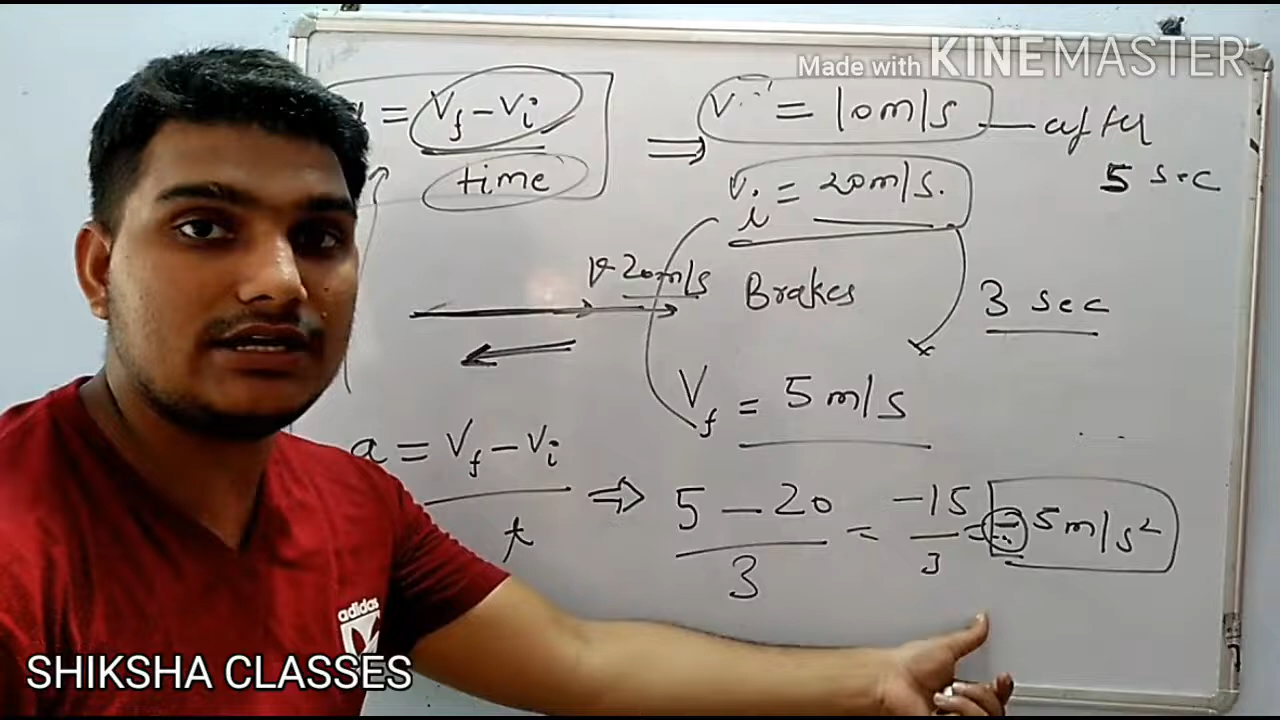 Made with KINEMASTER
= Vf - Vi
time
⇒ V = 10 m/s — after
5 sec
Vi = 20 m/s.
20 m/s
Brakes
3 sec
Vf = 5 m/s
a = Vf - Vi
t
⇒ 5 - 20
3
= -15
3
= - 5 m/s²
adidas
SHIKSHA CLASSES